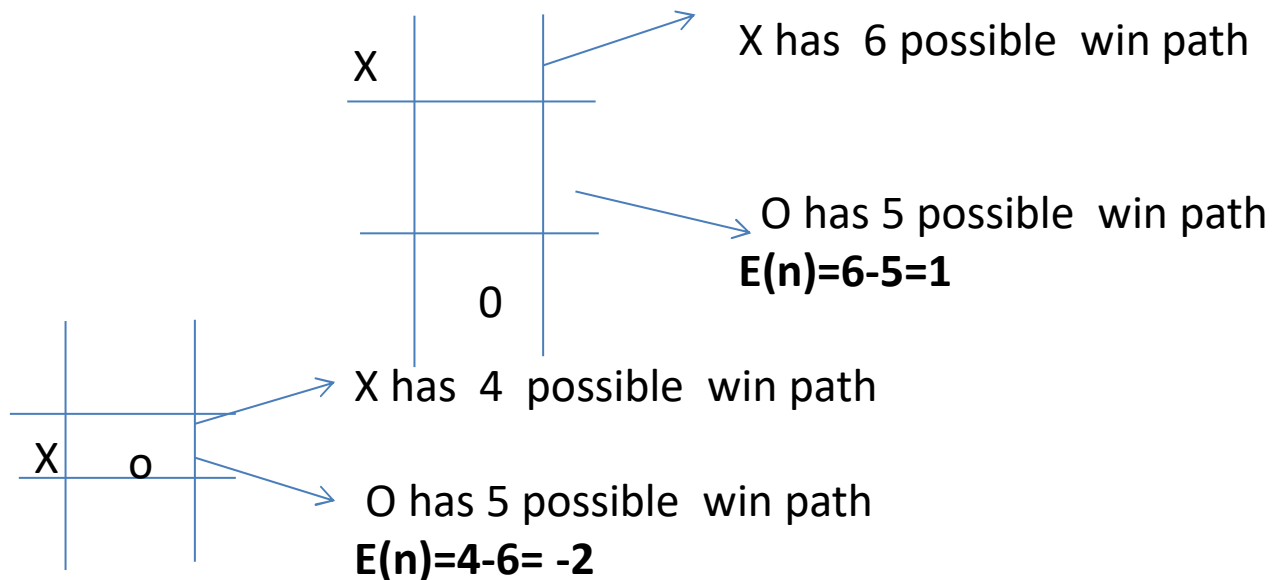 X has 6 possible win path
X
O has 5 possible win path
E(n)=6-5=1
0
X has 4 possible win path
X o
O has 5 possible win path
E(n)=4-6= -2